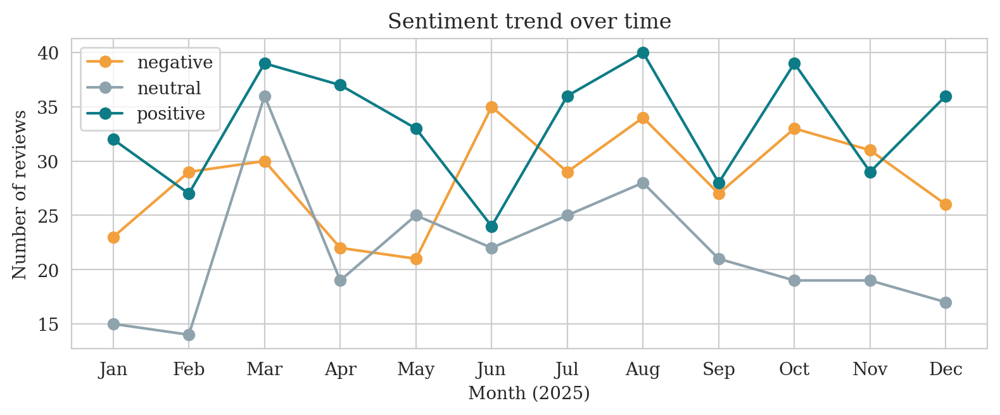 Sentiment trend over time
negative
neutral
positive
Number of reviews
40
35
30
25
20
15
Jan Feb Mar Apr May Jun Jul Aug Sep Oct Nov Dec
Month (2025)